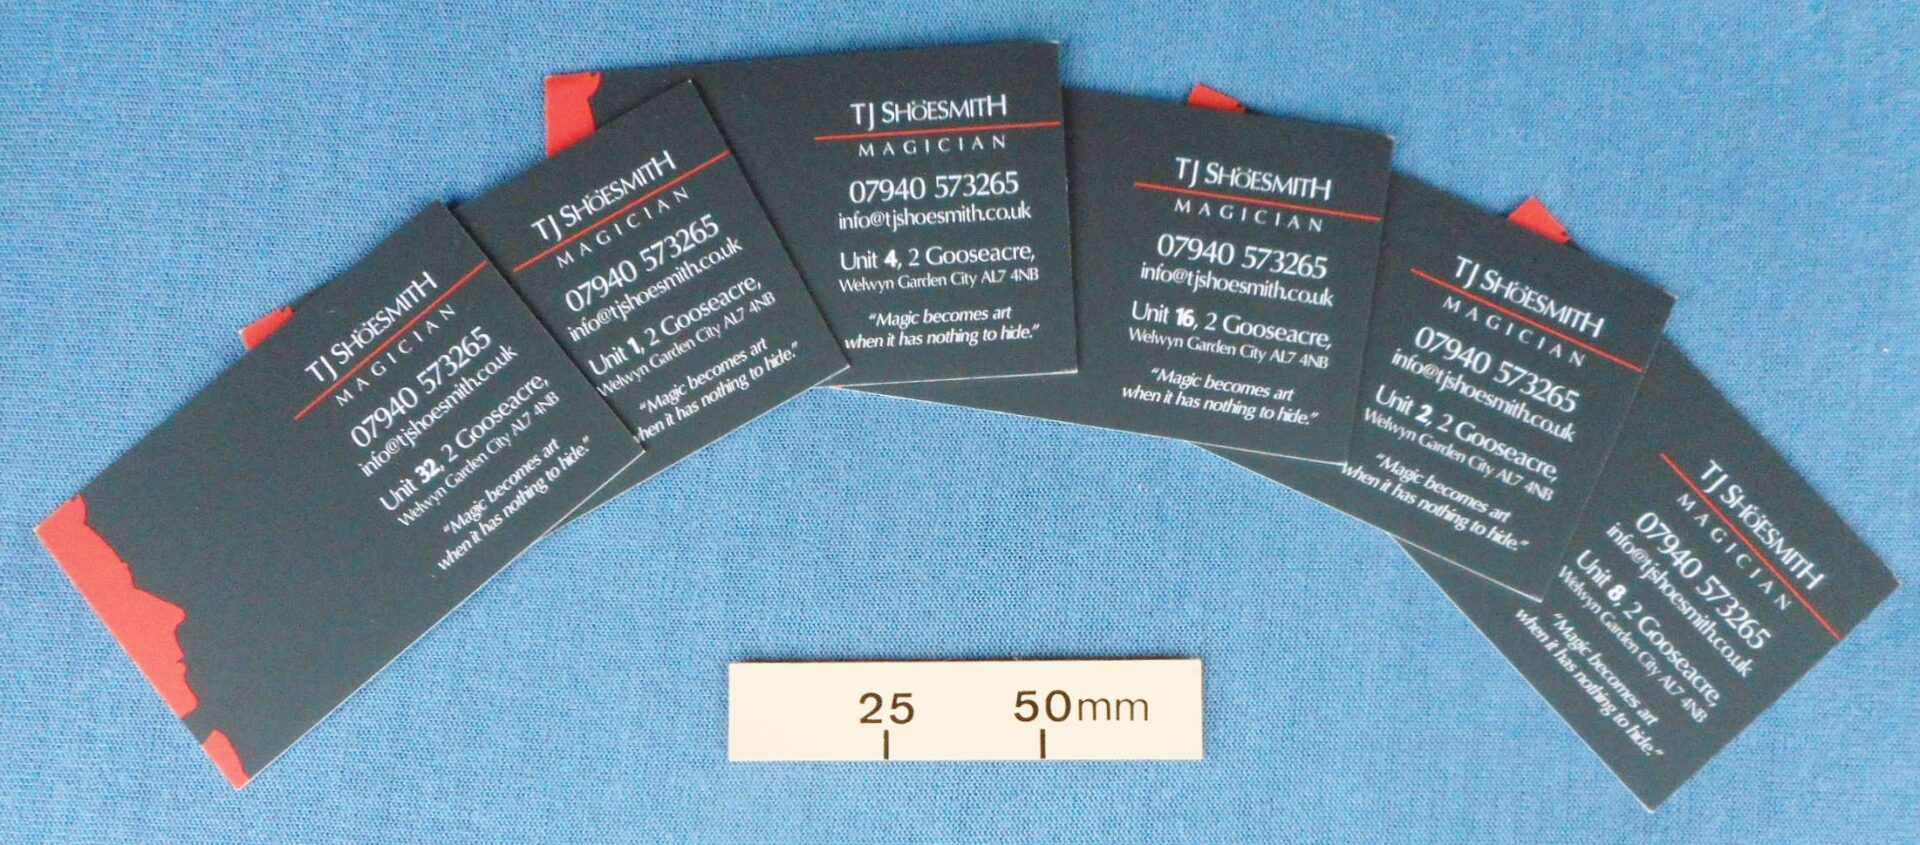 TJ SHÖESMITH
MAGICIAN
07940 573265
info@tjshoesmith.co.uk
Unit 32, 2 Gooseacre,
Welwyn Garden City AL7 4NB
“Magic becomes art
when it has nothing to hide.”
TJ SHÖESMITH
MAGICIAN
07940 573265
info@tjshoesmith.co.uk
Unit 1, 2 Gooseacre,
Welwyn Garden City AL7 4NB
“Magic becomes art
when it has nothing to hide.”
TJ SHÖESMITH
MAGICIAN
07940 573265
info@tjshoesmith.co.uk
Unit 4, 2 Gooseacre,
Welwyn Garden City AL7 4NB
“Magic becomes art
when it has nothing to hide.”
TJ SHÖESMITH
MAGICIAN
07940 573265
info@tjshoesmith.co.uk
Unit 16, 2 Gooseacre,
Welwyn Garden City AL7 4NB
“Magic becomes art
when it has nothing to hide.”
TJ SHÖESMITH
MAGICIAN
07940 573265
info@tjshoesmith.co.uk
Unit 2, 2 Gooseacre,
Welwyn Garden City AL7 4NB
“Magic becomes art
when it has nothing to hide.”
TJ SHÖESMITH
MAGICIAN
07940 573265
info@tjshoesmith.co.uk
Unit 8, 2 Gooseacre,
Welwyn Garden City AL7 4NB
“Magic becomes art
when it has nothing to hide.”
25 50mm